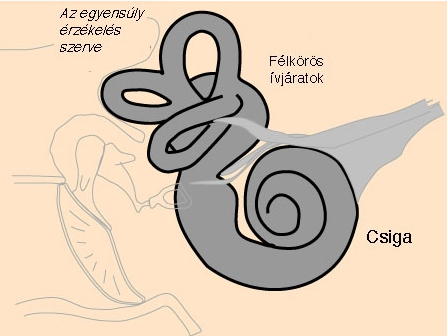 Az egyensúly
érzékelés
szerve
Félkörös
ívjáratok
Csiga